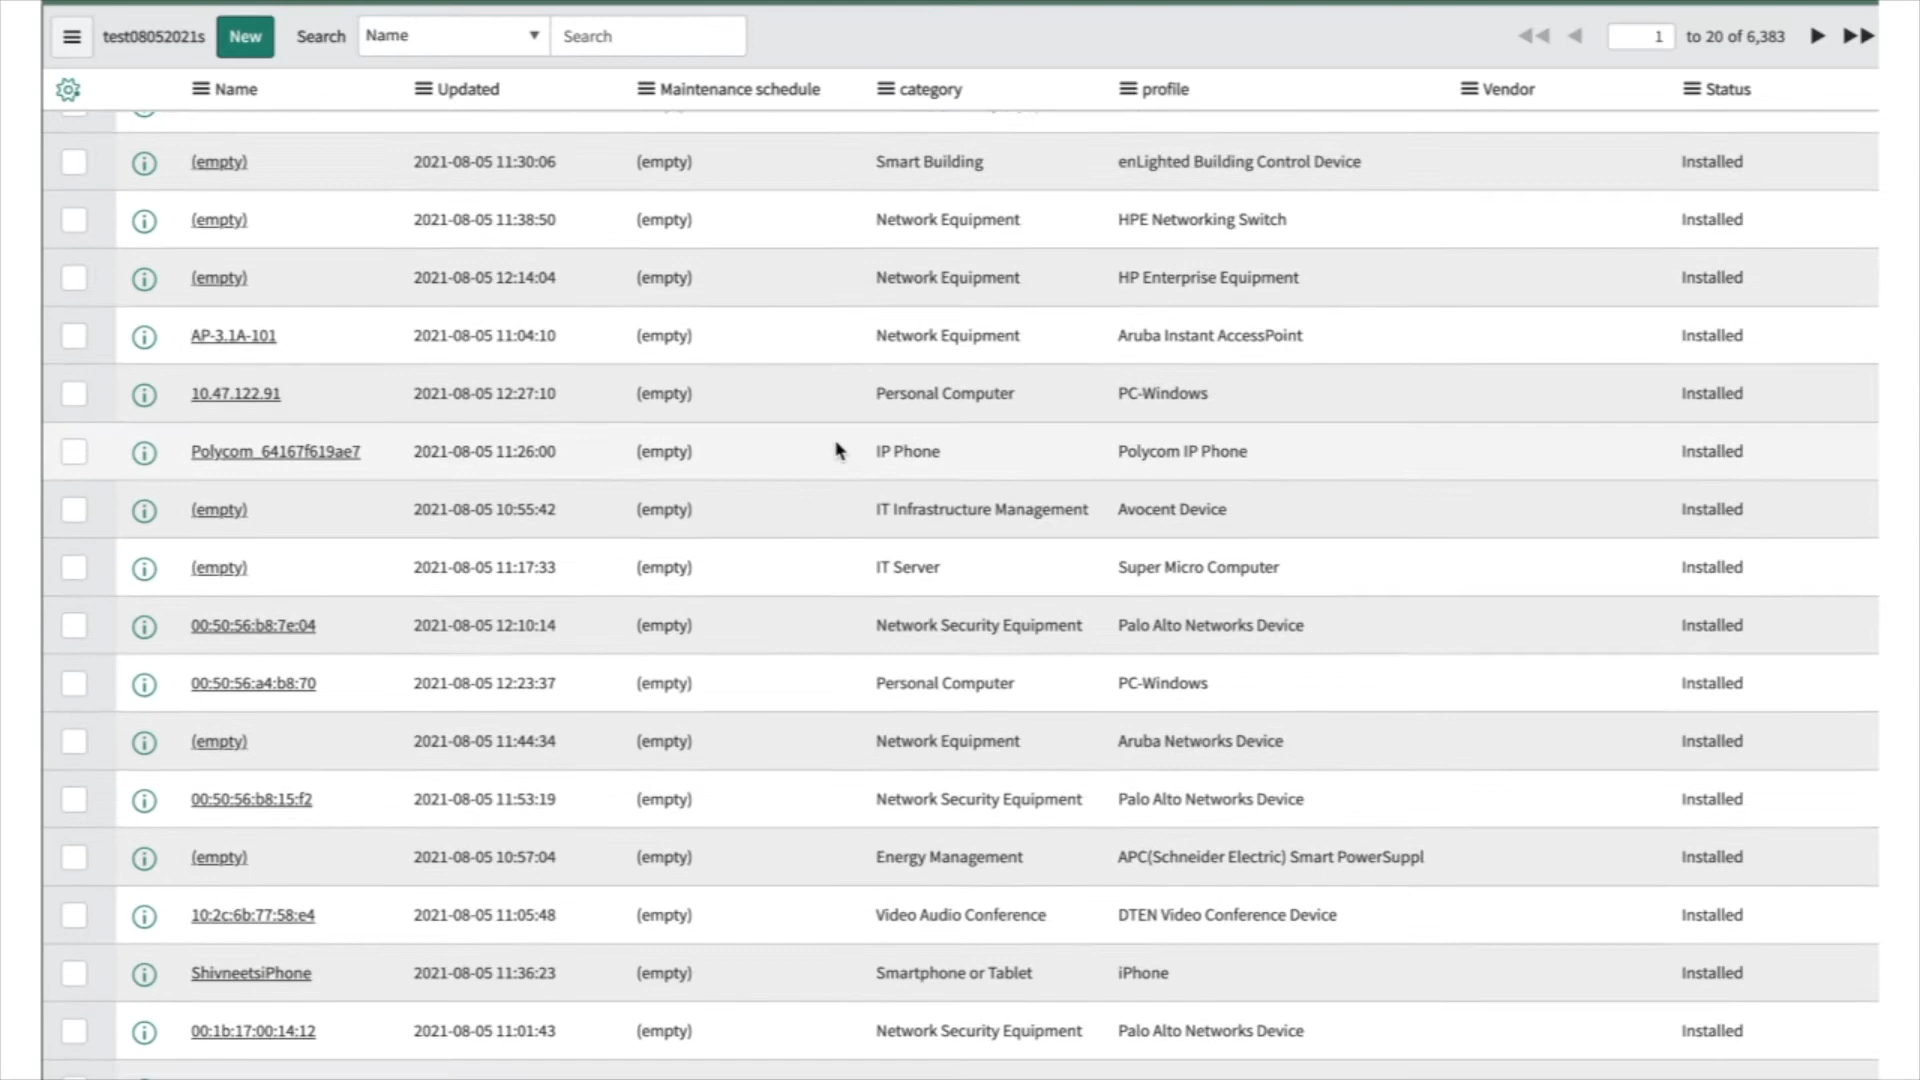 test08052021s New Search Name Search 1 to 20 of 6,383
Name Updated Maintenance schedule category profile Vendor Status
(empty) 2021-08-05 11:30:06 (empty) Smart Building enLighted Building Control Device Installed
(empty) 2021-08-05 11:38:50 (empty) Network Equipment HPE Networking Switch Installed
(empty) 2021-08-05 12:14:04 (empty) Network Equipment HP Enterprise Equipment Installed
AP-3.1A-101 2021-08-05 11:04:10 (empty) Network Equipment Aruba Instant AccessPoint Installed
10.47.122.91 2021-08-05 12:27:10 (empty) Personal Computer PC-Windows Installed
Polycom_64167f619ae7 2021-08-05 11:26:00 (empty) IP Phone Polycom IP Phone Installed
(empty) 2021-08-05 10:55:42 (empty) IT Infrastructure Management Avocent Device Installed
(empty) 2021-08-05 11:17:33 (empty) IT Server Super Micro Computer Installed
00:50:56:b8:7e:04 2021-08-05 12:10:14 (empty) Network Security Equipment Palo Alto Networks Device Installed
00:50:56:a4:b8:70 2021-08-05 12:23:37 (empty) Personal Computer PC-Windows Installed
(empty) 2021-08-05 11:44:34 (empty) Network Equipment Aruba Networks Device Installed
00:50:56:b8:15:f2 2021-08-05 11:53:19 (empty) Network Security Equipment Palo Alto Networks Device Installed
(empty) 2021-08-05 10:57:04 (empty) Energy Management APC(Schneider Electric) Smart PowerSuppl Installed
10:2c:6b:77:58:e4 2021-08-05 11:05:48 (empty) Video Audio Conference DTEN Video Conference Device Installed
ShivneetsiPhone 2021-08-05 11:36:23 (empty) Smartphone or Tablet iPhone Installed
00:1b:17:00:14:12 2021-08-05 11:01:43 (empty) Network Security Equipment Palo Alto Networks Device Installed